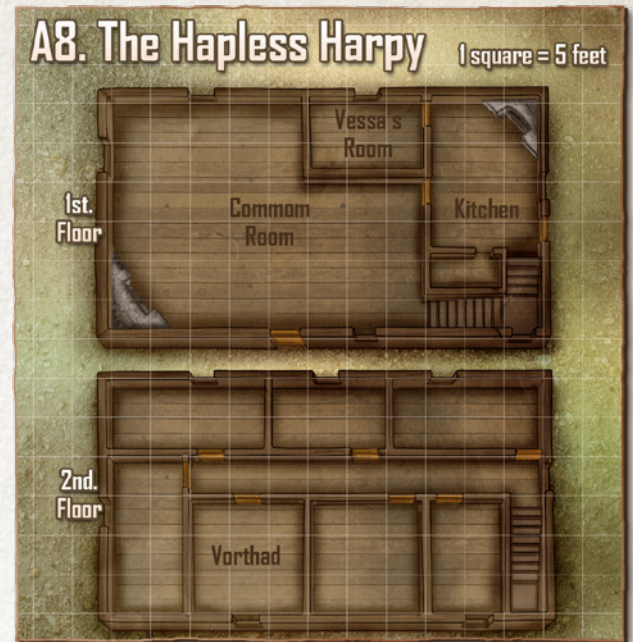 A8. The Hapless Harpy
1 square = 5 feet
Vessa's
Room
1st.
Floor
Commom
Room
Kitchen
2nd.
Floor
Vorthad